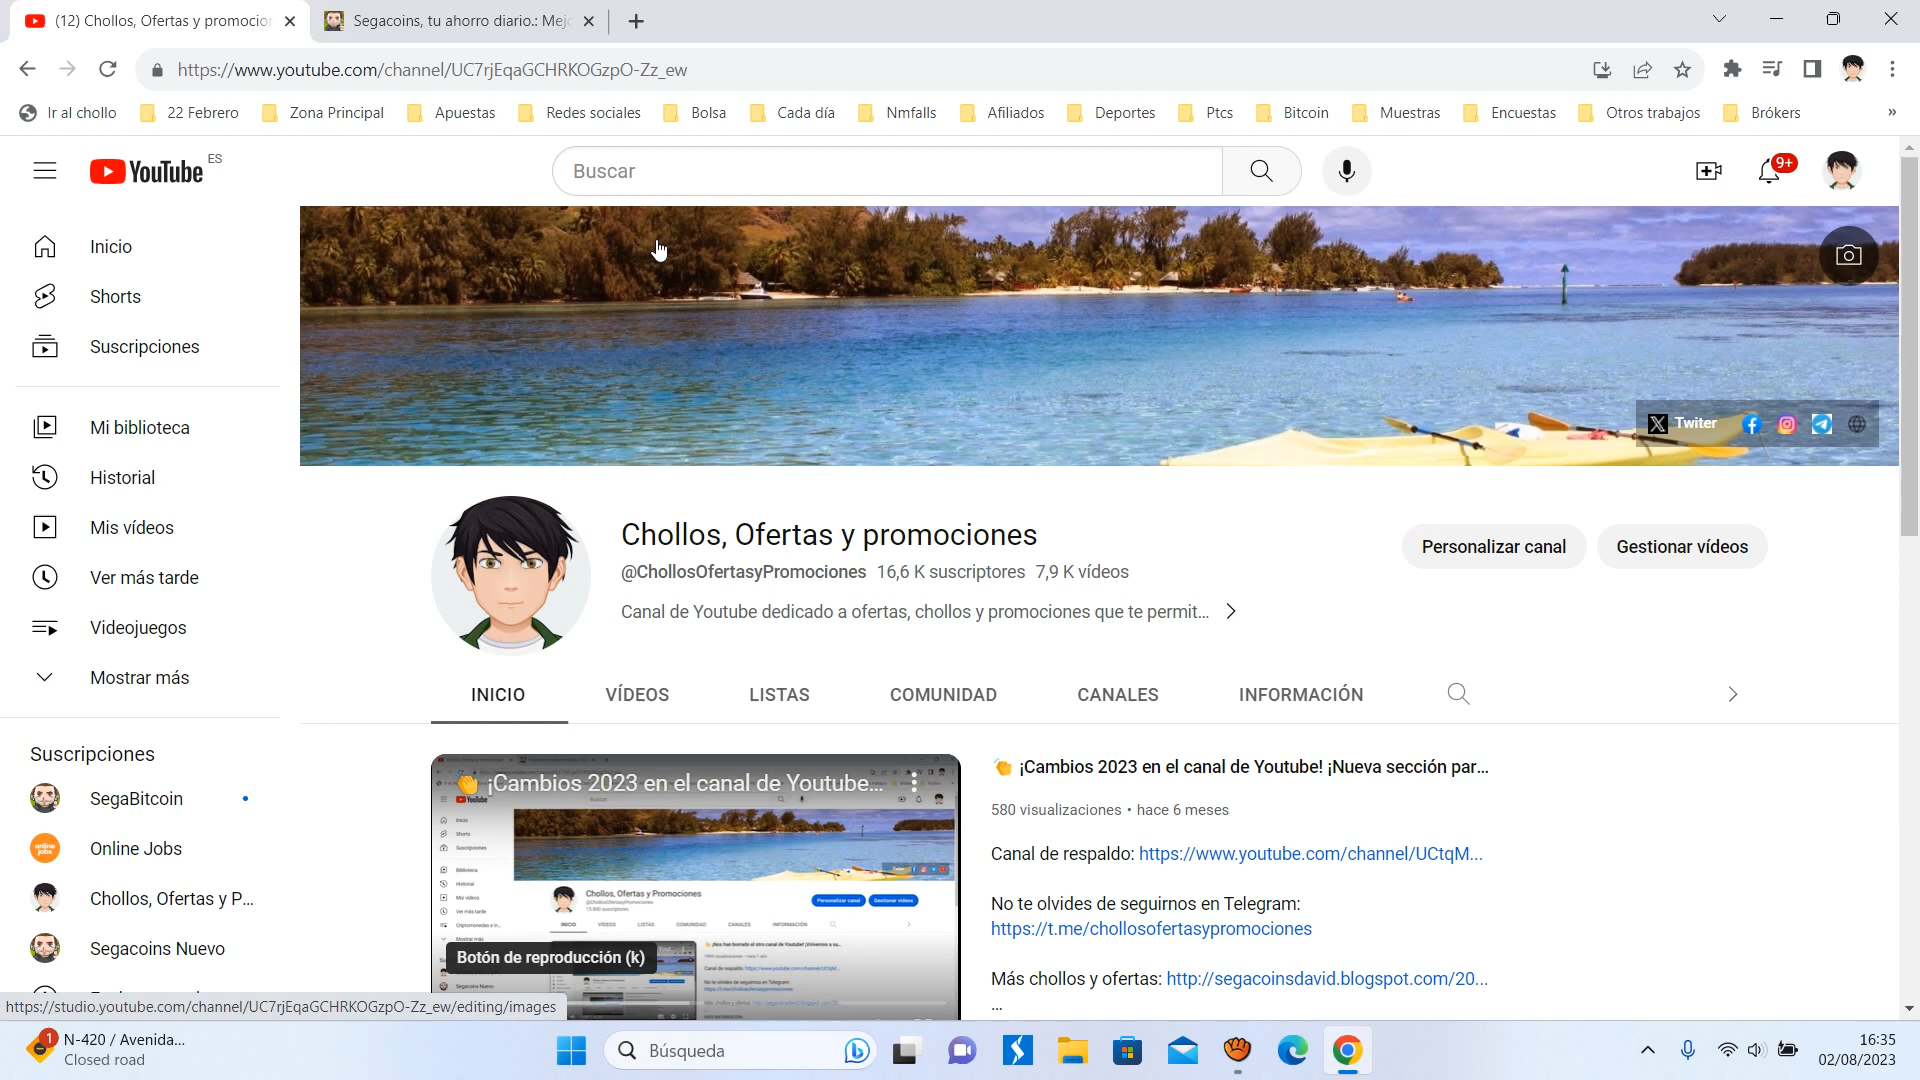 (12) Chollos, Ofertas y promocion
Segacoins, tu ahorro diario.: Mejo
https://www.youtube.com/channel/UC7rjEqaGCHRKOGzpO-Zz_ew
Ir al chollo
22 Febrero
Zona Principal
Apuestas
Redes sociales
Bolsa
Cada día
Nmfalls
Afiliados
Deportes
Ptcs
Bitcoin
Muestras
Encuestas
Otros trabajos
Brókers
»
YouTube ES
Buscar
9+
Inicio
Shorts
Suscripciones
Mi biblioteca
Historial
Mis vídeos
Ver más tarde
Videojuegos
Mostrar más
Suscripciones
SegaBitcoin
Online Jobs
Chollos, Ofertas y P...
Segacoins Nuevo
Twiter
Chollos, Ofertas y promociones
@ChollosOfertasyPromociones 16,6 K suscriptores 7,9 K vídeos
Canal de Youtube dedicado a ofertas, chollos y promociones que te permit...
Personalizar canal
Gestionar vídeos
INICIO
VÍDEOS
LISTAS
COMUNIDAD
CANALES
INFORMACIÓN
👏 ¡Cambios 2023 en el canal de Youtube...
Chollos, Ofertas y Promociones
Botón de reproducción (k)
👏 ¡Cambios 2023 en el canal de Youtube! ¡Nueva sección par...
580 visualizaciones • hace 6 meses
Canal de respaldo: https://www.youtube.com/channel/UCtqM...
No te olvides de seguirnos en Telegram:
https://t.me/chollosofertasypromociones
Más chollos y ofertas: http://segacoinsdavid.blogspot.com/20...
...
https://studio.youtube.com/channel/UC7rjEqaGCHRKOGzpO-Zz_ew/editing/images
1
N-420 / Avenida...
Closed road
Búsqueda
16:35
02/08/2023